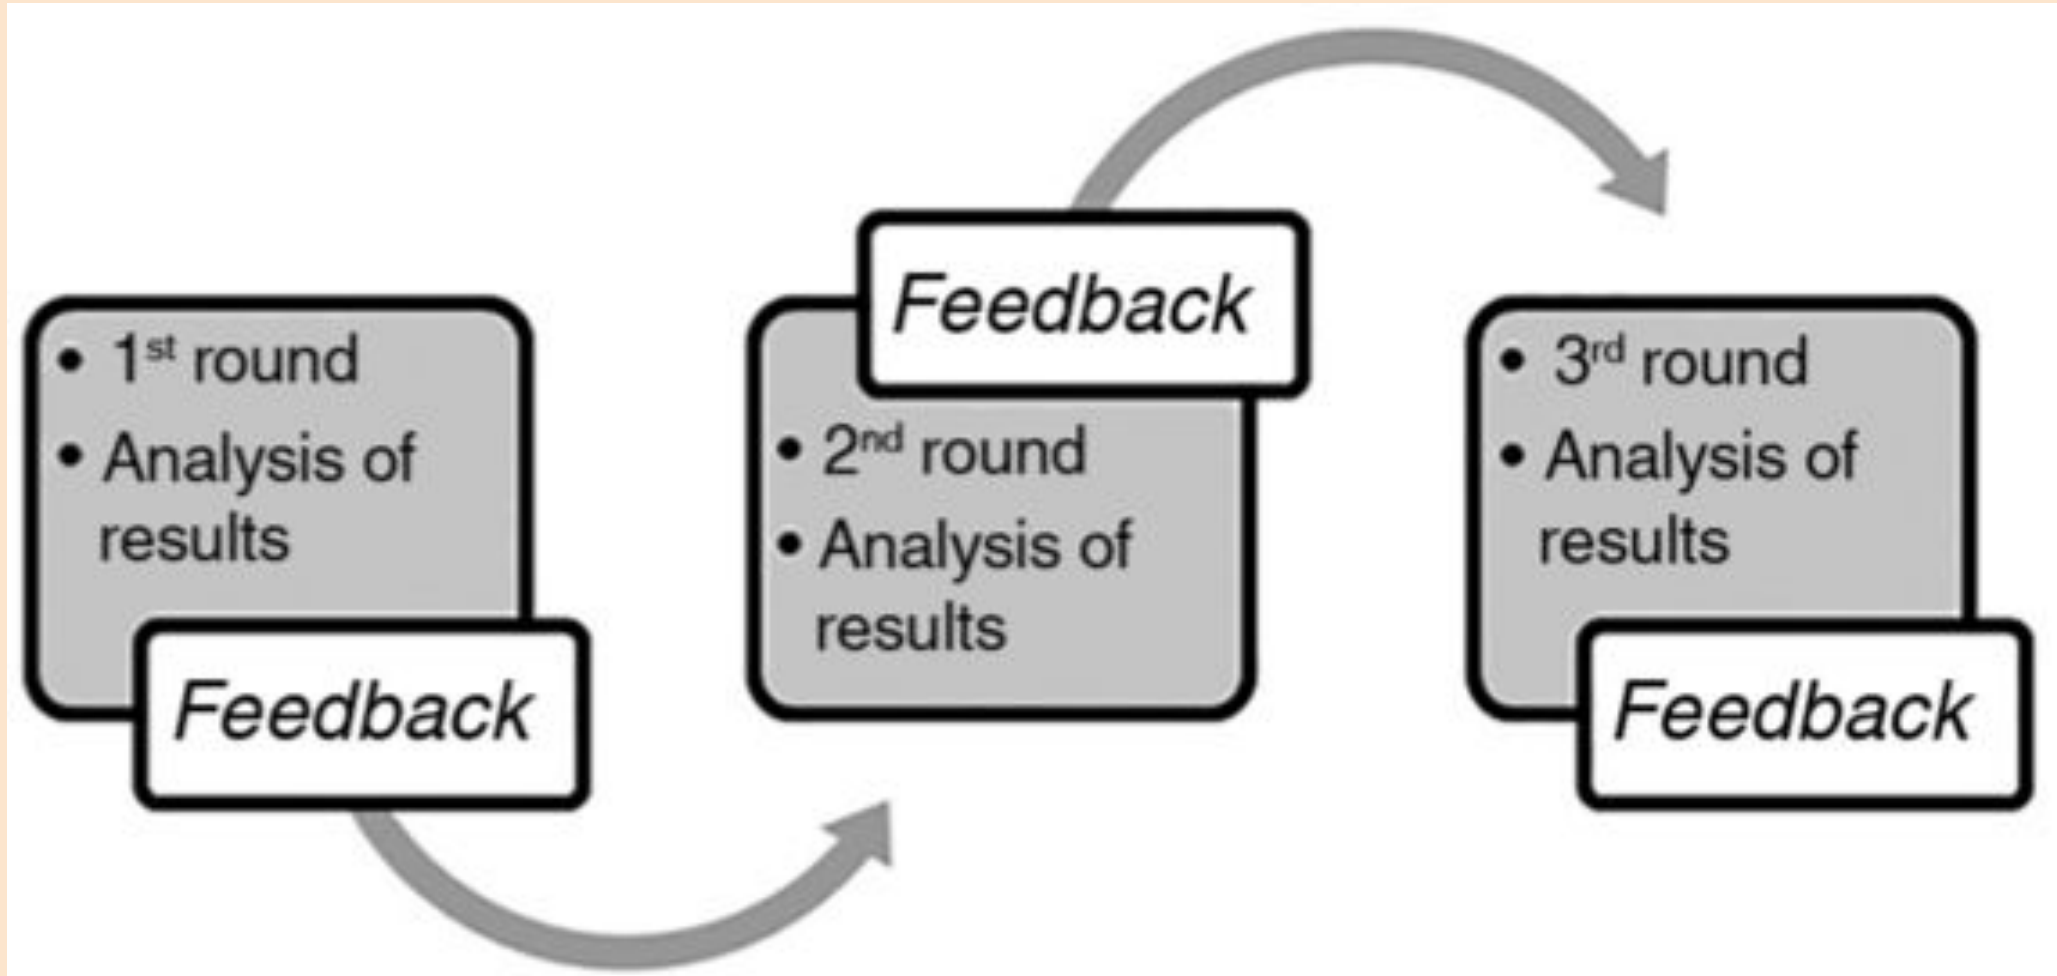 • 1st round
• Analysis of
results
Feedback
Feedback
• 2nd round
• Analysis of
results
• 3rd round
• Analysis of
results
Feedback